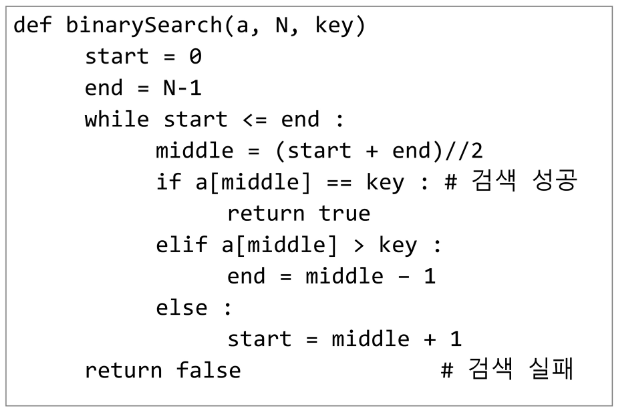 def binarySearch(a, N, key)
start = 0
end = N-1
while start <= end :
middle = (start + end)//2
if a[middle] == key : # 검색 성공
return true
elif a[middle] > key :
end = middle – 1
else :
start = middle + 1
return false # 검색 실패